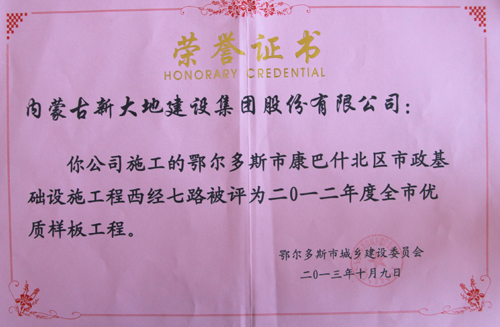 荣誉证书
HONORARY CREDENTIAL
内蒙古新大地建设集团股份有限公司：
你公司施工的鄂尔多斯市康巴什北区市政基
础设施工程西经七路被评为二〇一二年度全市优
质样板工程。
鄂尔多斯市城乡建设委员会
二〇一三年十月九日